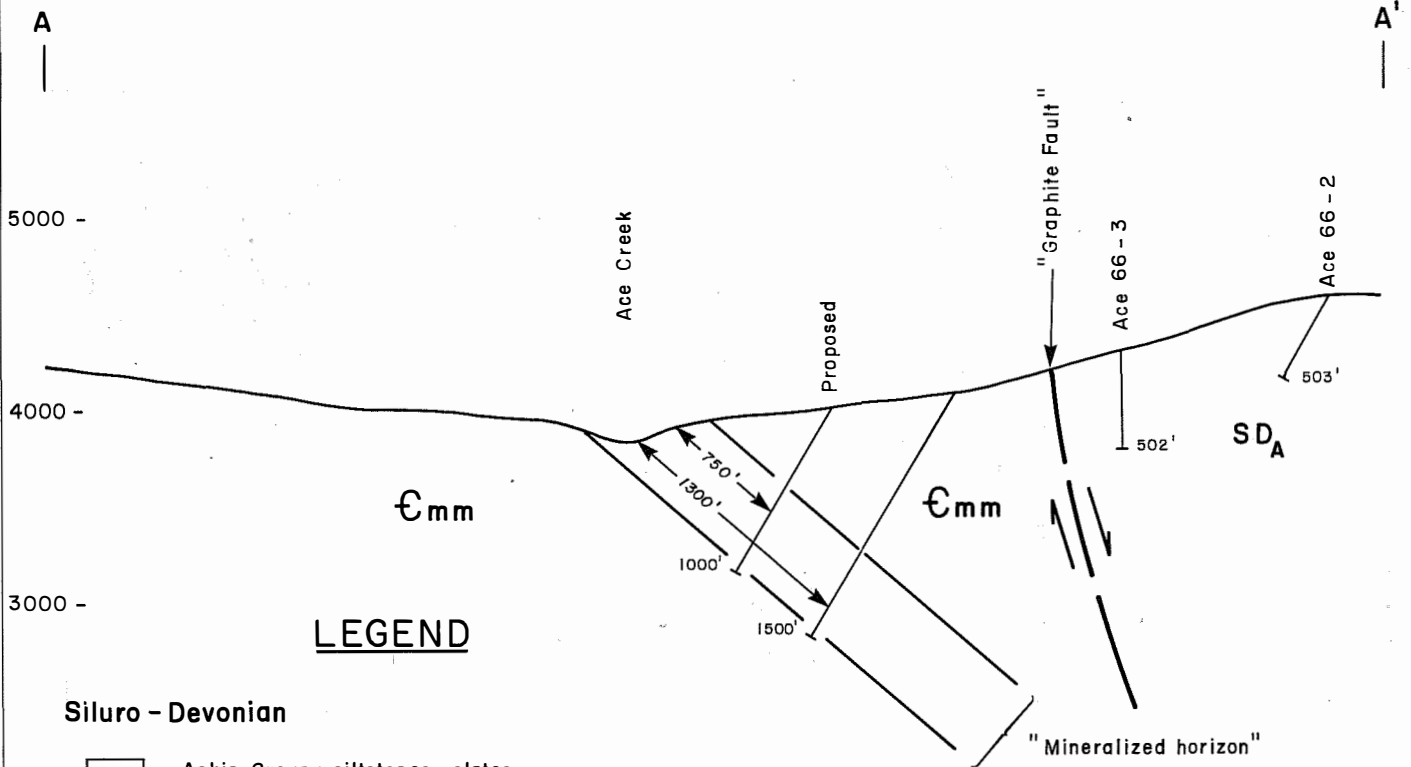 A
A'
5000 -
4000 -
3000 -
Ace Creek
Proposed
"Graphite Fault"
Ace 66-3
Ace 66-2
503'
502'
SD_A
750'
1300'
1000'
1500'
Єmm
Єmm
LEGEND
Siluro - Devonian
"Mineralized horizon"